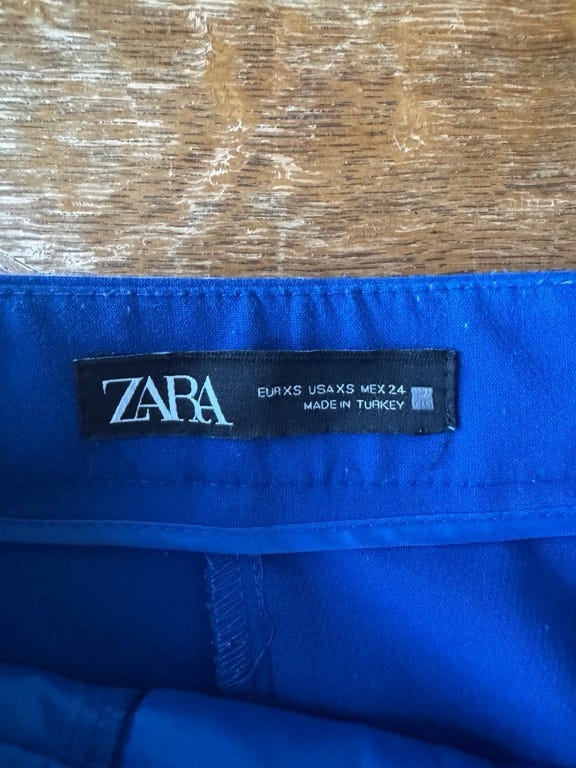 ZARA
EUR XS USA XS MEX 24
MADE IN TURKEY